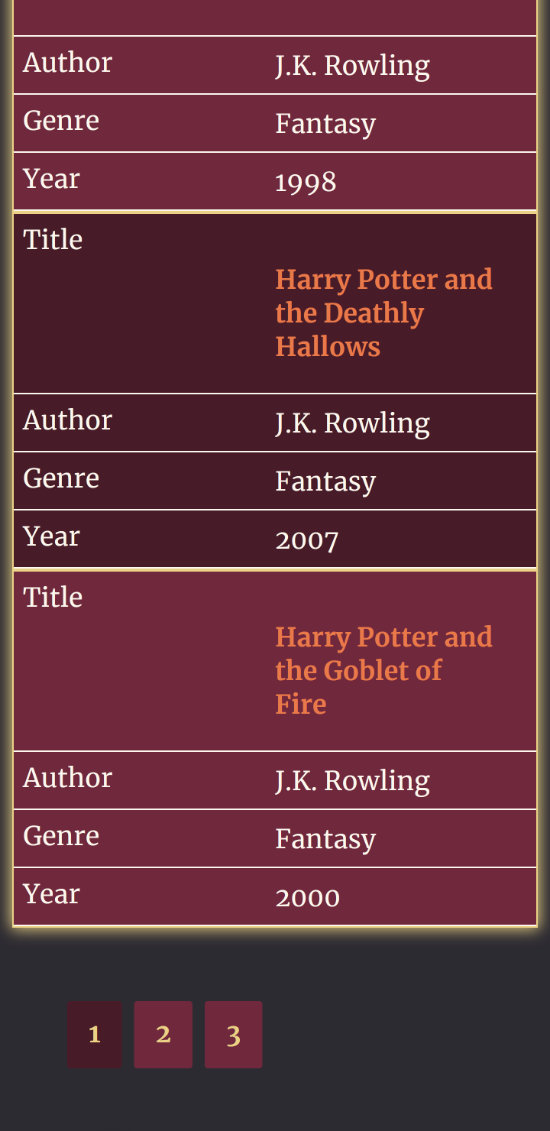 Author J.K. Rowling
Genre Fantasy
Year 1998
Title
Harry Potter and
the Deathly
Hallows
Author J.K. Rowling
Genre Fantasy
Year 2007
Title
Harry Potter and
the Goblet of
Fire
Author J.K. Rowling
Genre Fantasy
Year 2000
1 2 3